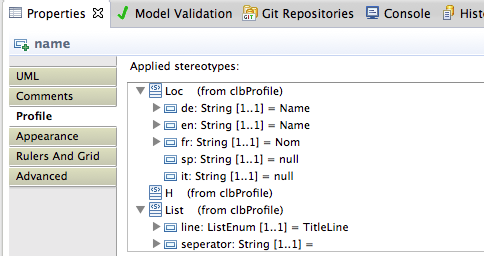 Properties Model Validation Git Repositories Console Histo
name
Applied stereotypes:
UML
Comments
Profile
Appearance
Rulers And Grid
Advanced
Loc (from clbProfile)
de: String [1..1] = Name
en: String [1..1] = Name
fr: String [1..1] = Nom
sp: String [1..1] = null
it: String [1..1] = null
H (from clbProfile)
List (from clbProfile)
line: ListEnum [1..1] = TitleLine
seperator: String [1..1] =